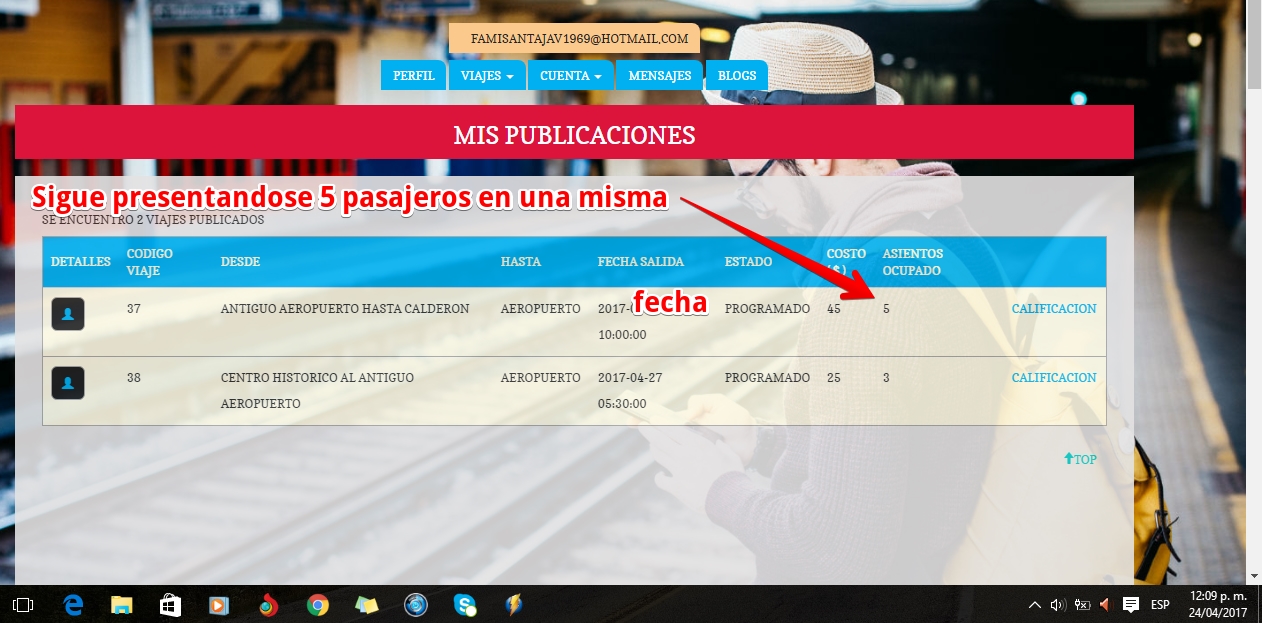 FAMISANTAJAV1969@HOTMAIL.COM
PERFIL VIAJES CUENTA MENSAJES BLOGS
MIS PUBLICACIONES
Sigue presentandose 5 pasajeros en una misma
SE ENCUENTRO 2 VIAJES PUBLICADOS
DETALLES CODIGO VIAJE DESDE HASTA FECHA SALIDA ESTADO COSTO ($) ASIENTOS OCUPADO
fecha
37 ANTIGUO AEROPUERTO HASTA CALDERON AEROPUERTO 2017- PROGRAMADO 45 5 CALIFICACION
10:00:00
38 CENTRO HISTORICO AL ANTIGUO AEROPUERTO 2017-04-27 PROGRAMADO 25 3 CALIFICACION
AEROPUERTO 05:30:00
TOP
ESP
12:09 p. m.
24/04/2017